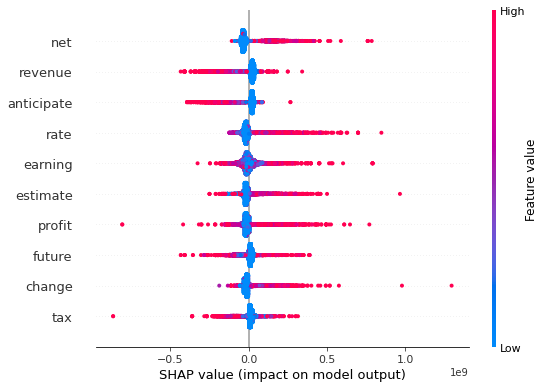 High
net
revenue
anticipate
rate
earning
estimate
profit
future
change
tax
Feature value
Low
−0.5 0.0 0.5 1.0
1e9
SHAP value (impact on model output)